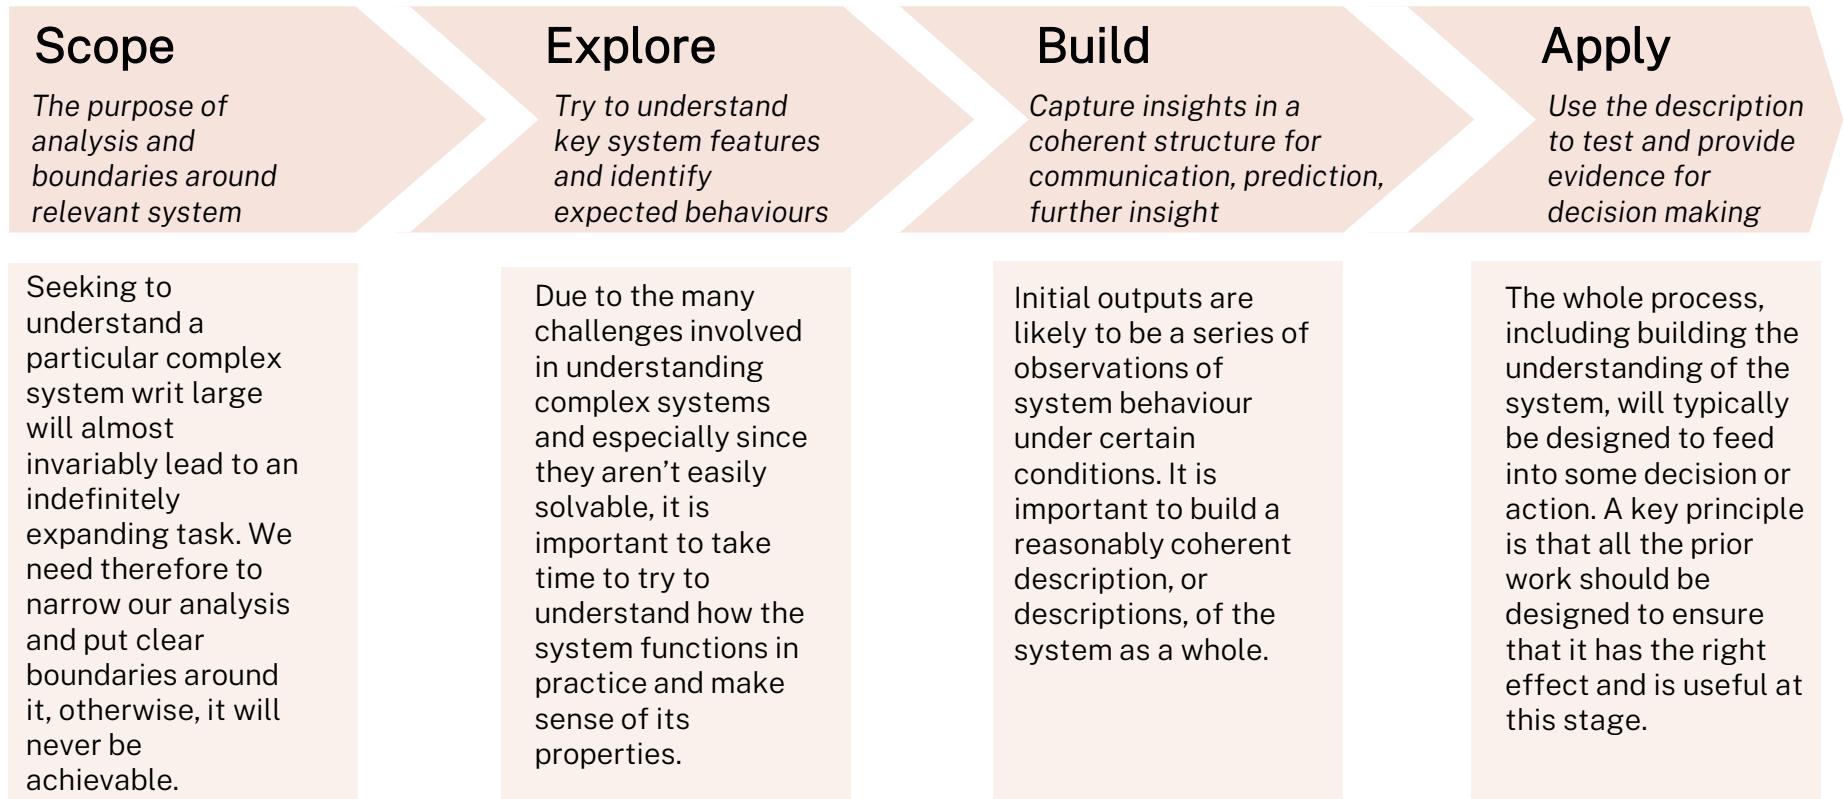 Scope
The purpose of
analysis and
boundaries around
relevant system
Explore
Try to understand
key system features
and identify
expected behaviours
Build
Capture insights in a
coherent structure for
communication, prediction,
further insight
Apply
Use the description
to test and provide
evidence for
decision making
Seeking to
understand a
particular complex
system writ large
will almost
invariably lead to an
indefinitely
expanding task. We
need therefore to
narrow our analysis
and put clear
boundaries around
it, otherwise, it will
never be
achievable.
Due to the many
challenges involved
in understanding
complex systems
and especially since
they aren’t easily
solvable, it is
important to take
time to try to
understand how the
system functions in
practice and make
sense of its
properties.
Initial outputs are
likely to be a series of
observations of
system behaviour
under certain
conditions. It is
important to build a
reasonably coherent
description, or
descriptions, of the
system as a whole.
The whole process,
including building the
understanding of the
system, will typically
be designed to feed
into some decision or
action. A key principle
is that all the prior
work should be
designed to ensure
that it has the right
effect and is useful at
this stage.